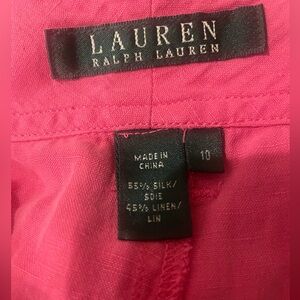 LAUREN
RALPH LAUREN
MADE IN
CHINA
10
55% SILK/
SOIE
45% LINEN/
LIN